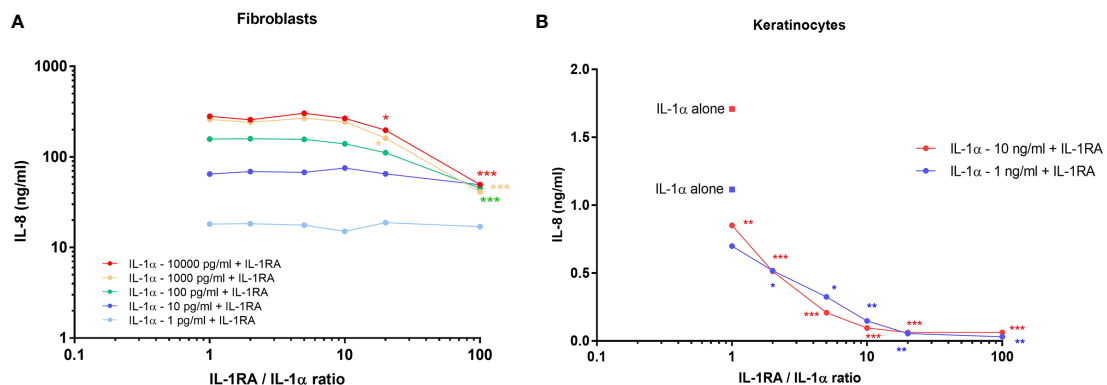 A
Fibroblasts
1000
100
10
1
IL-8 (ng/ml)
*
*
***
***
***
IL-1α - 10000 pg/ml + IL-1RA
IL-1α - 1000 pg/ml + IL-1RA
IL-1α - 100 pg/ml + IL-1RA
IL-1α - 10 pg/ml + IL-1RA
IL-1α - 1 pg/ml + IL-1RA
0.1
1
10
100
IL-1RA / IL-1α ratio
B
Keratinocytes
2.0
1.5
1.0
0.5
0.0
IL-8 (ng/ml)
IL-1α alone
IL-1α alone
IL-1α - 10 ng/ml + IL-1RA
IL-1α - 1 ng/ml + IL-1RA
**
***
*
*
***
**
***
***
**
***
**
0.1
1
10
100
IL-1RA / IL-1α ratio